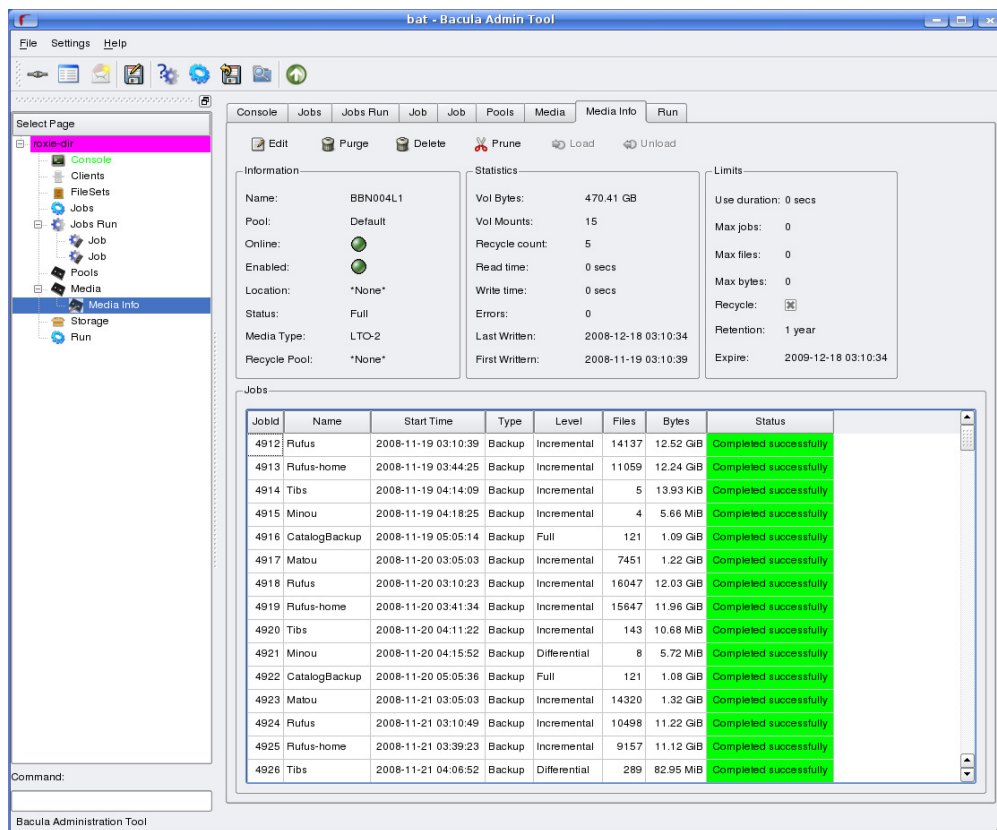 bat - Bacula Admin Tool
File Settings Help
Select Page
roxie-dir
Console
Clients
FileSets
Jobs
Jobs Run
Job
Job
Pools
Media
Media Info
Storage
Run
Command:
Bacula Administration Tool
Console Jobs Jobs Run Job Job Pools Media Media Info Run
Edit Purge Delete Prune Load Unload
Information
Name: BBN004L1
Pool: Default
Online:
Enabled:
Location: *None*
Status: Full
Media Type: LTO-2
Recycle Pool: *None*
Statistics
Vol Bytes: 470.41 GB
Vol Mounts: 15
Recycle count: 5
Read time: 0 secs
Write time: 0 secs
Errors: 0
Last Written: 2008-12-18 03:10:34
First Writtern: 2008-11-19 03:10:39
Limits
Use duration: 0 secs
Max jobs: 0
Max files: 0
Max bytes: 0
Recycle:
Retention: 1 year
Expire: 2009-12-18 03:10:34
Jobs
JobId Name Start Time Type Level Files Bytes Status
4912 Rufus 2008-11-19 03:10:39 Backup Incremental 14137 12.52 GiB Completed successfully
4913 Rufus-home 2008-11-19 03:44:25 Backup Incremental 11059 12.24 GiB Completed successfully
4914 Tibs 2008-11-19 04:14:09 Backup Incremental 5 13.93 KiB Completed successfully
4915 Minou 2008-11-19 04:18:25 Backup Incremental 4 5.66 MiB Completed successfully
4916 CatalogBackup 2008-11-19 05:05:14 Backup Full 121 1.09 GiB Completed successfully
4917 Matou 2008-11-20 03:05:03 Backup Incremental 7451 1.22 GiB Completed successfully
4918 Rufus 2008-11-20 03:10:23 Backup Incremental 16047 12.03 GiB Completed successfully
4919 Rufus-home 2008-11-20 03:41:34 Backup Incremental 15647 11.96 GiB Completed successfully
4920 Tibs 2008-11-20 04:11:22 Backup Incremental 143 10.68 MiB Completed successfully
4921 Minou 2008-11-20 04:15:52 Backup Differential 8 5.72 MiB Completed successfully
4922 CatalogBackup 2008-11-20 05:05:36 Backup Full 121 1.08 GiB Completed successfully
4923 Matou 2008-11-21 03:05:03 Backup Incremental 14320 1.32 GiB Completed successfully
4924 Rufus 2008-11-21 03:10:49 Backup Incremental 10498 11.22 GiB Completed successfully
4925 Rufus-home 2008-11-21 03:39:23 Backup Incremental 9157 11.12 GiB Completed successfully
4926 Tibs 2008-11-21 04:06:52 Backup Differential 289 82.95 MiB Completed successfully